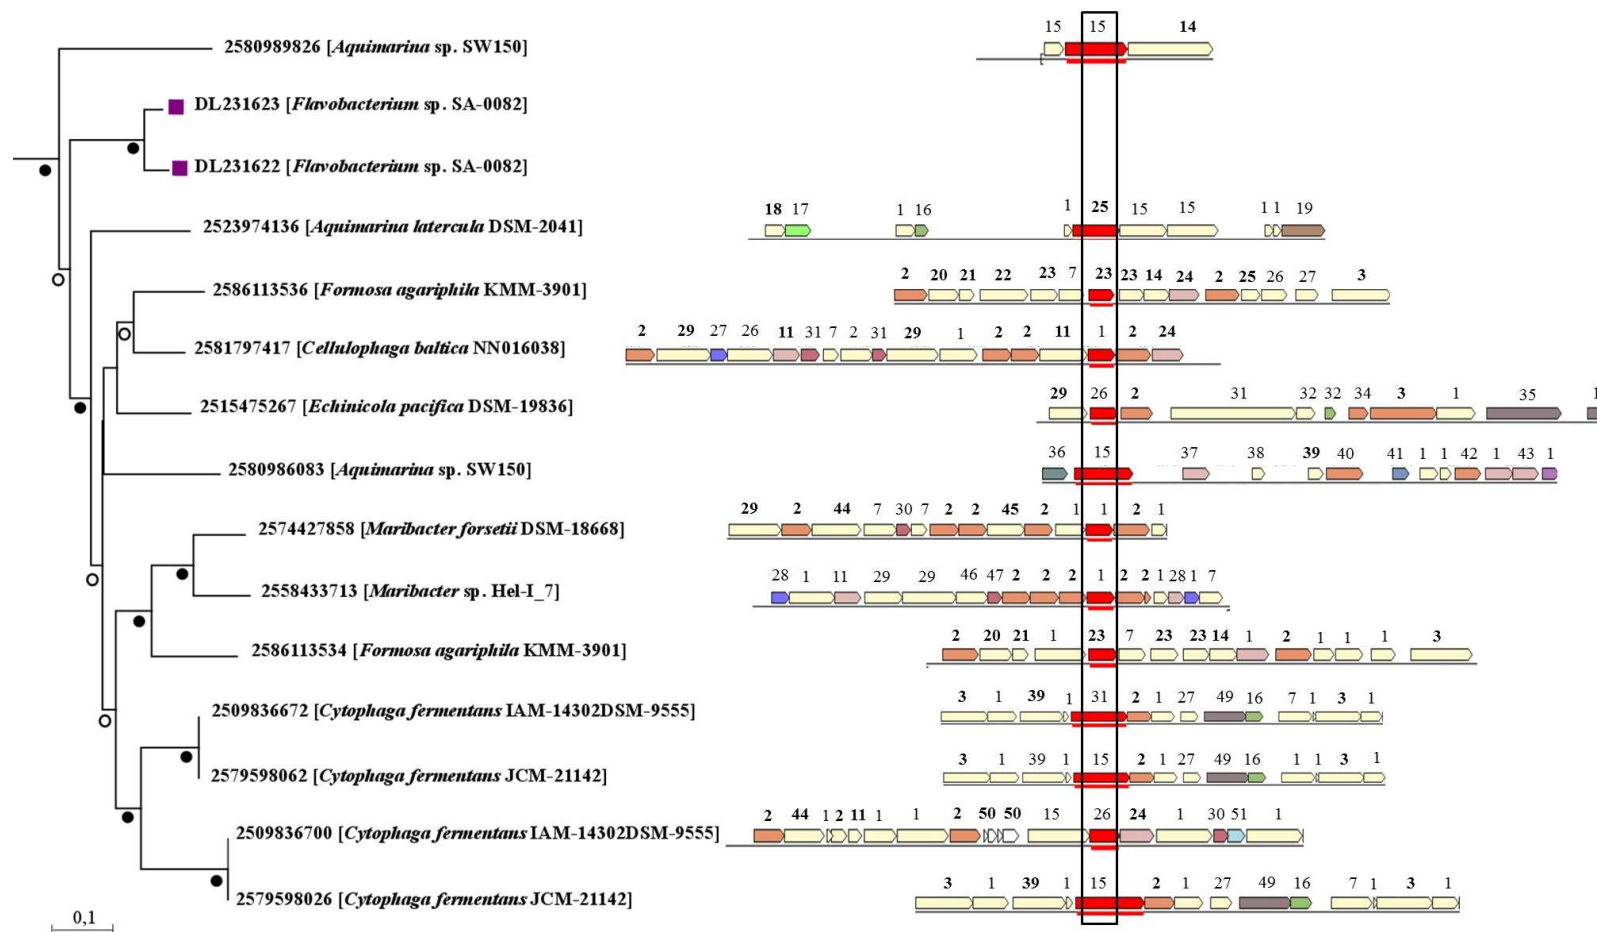 15 15 14
2580989826 [Aquimarina sp. SW150]
DL231623 [Flavobacterium sp. SA-0082]
DL231622 [Flavobacterium sp. SA-0082]
18 17 1 16 1 25 15 15 1 1 19
2523974136 [Aquimarina latercula DSM-2041]
2 20 21 22 23 7 23 23 14 24 2 25 26 27 3
2586113536 [Formosa agariphila KMM-3901]
2 29 27 26 11 31 7 2 31 29 1 2 2 11 1 2 24
2581797417 [Cellulophaga baltica NN016038]
29 26 2 31 32 32 34 3 1 35 1
2515475267 [Echinicola pacifica DSM-19836]
36 15 37 38 39 40 41 1 1 42 1 43 1
2580986083 [Aquimarina sp. SW150]
29 2 44 7 30 7 2 2 45 2 1 1 2 1
2574427858 [Maribacter forsetii DSM-18668]
28 1 11 29 29 46 47 2 2 2 1 2 2 1 28 1 7
2558433713 [Maribacter sp. Hel-I_7]
2 20 21 1 23 7 23 23 14 1 2 1 1 1 3
2586113534 [Formosa agariphila KMM-3901]
3 1 39 1 31 2 1 27 49 16 7 1 3 1
2509836672 [Cytophaga fermentans IAM-14302DSM-9555]
3 1 39 1 15 2 1 27 49 16 1 1 3 1
2579598062 [Cytophaga fermentans JCM-21142]
2 44 1 2 11 1 1 2 50 50 15 26 24 1 30 51 1
2509836700 [Cytophaga fermentans IAM-14302DSM-9555]
3 1 39 1 15 2 1 27 49 16 7 1 3 1
2579598026 [Cytophaga fermentans JCM-21142]
0,1